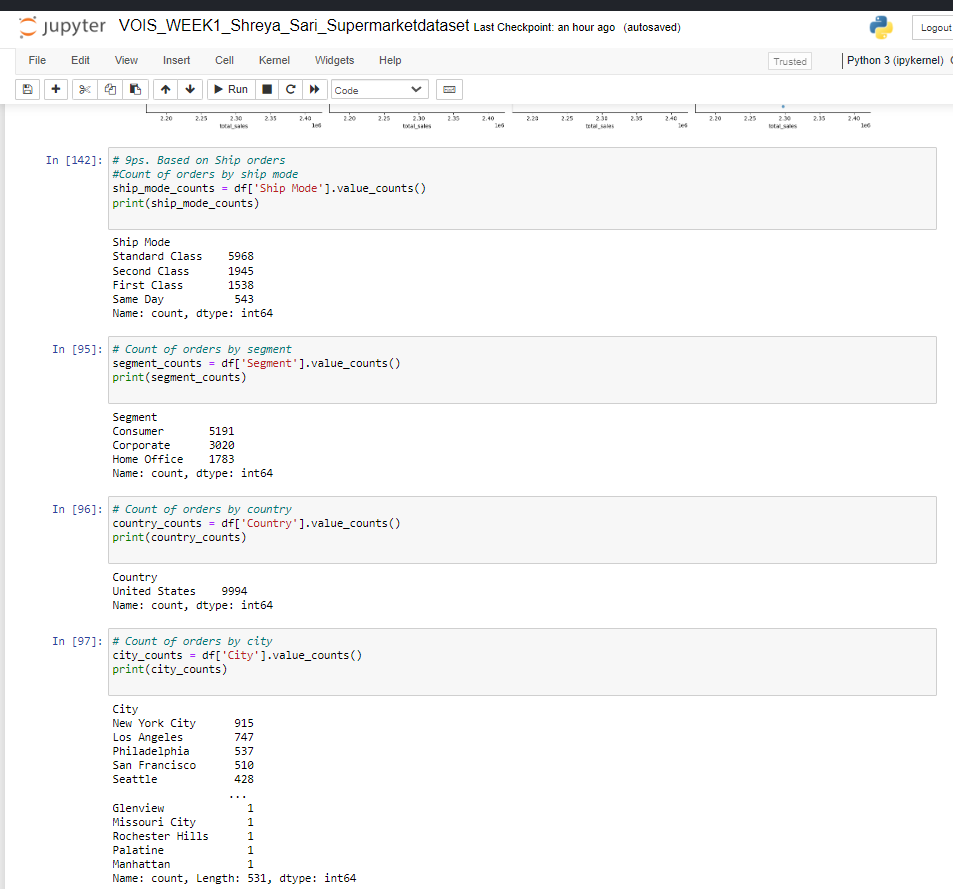 jupyter VOIS_WEEK1_Shreya_Sari_Supermarketdataset Last Checkpoint: an hour ago (autosaved) Logout
File Edit View Insert Cell Kernel Widgets Help Trusted Python 3 (ipykernel)
Run Code
2.20 2.25 2.30 2.35 2.40 2.20 2.25 2.30 2.35 2.40 2.20 2.25 2.30 2.35 2.40 2.20 2.25 2.30 2.35 2.40
total_sales 1e6 total_sales 1e6 total_sales 1e6 total_sales 1e6
In [142]: # 9ps. Based on Ship orders
#Count of orders by ship mode
ship_mode_counts = df['Ship Mode'].value_counts()
print(ship_mode_counts)
Ship Mode
Standard Class 5968
Second Class 1945
First Class 1538
Same Day 543
Name: count, dtype: int64
In [95]: # Count of orders by segment
segment_counts = df['Segment'].value_counts()
print(segment_counts)
Segment
Consumer 5191
Corporate 3020
Home Office 1783
Name: count, dtype: int64
In [96]: # Count of orders by country
country_counts = df['Country'].value_counts()
print(country_counts)
Country
United States 9994
Name: count, dtype: int64
In [97]: # Count of orders by city
city_counts = df['City'].value_counts()
print(city_counts)
City
New York City 915
Los Angeles 747
Philadelphia 537
San Francisco 510
Seattle 428
...
Glenview 1
Missouri City 1
Rochester Hills 1
Palatine 1
Manhattan 1
Name: count, Length: 531, dtype: int64